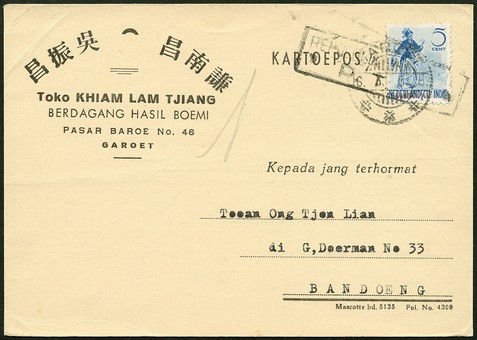 昌振吳 昌南謙
Toko KHIAM LAM TJIANG
BERDAGANG HASIL BOEMI
PASAR BAROE No. 46
GAROET
KARTOEPOS
5
CENT
NEDERLANDSCH INDIE
Kepada jang terhormat
Toean Ong Tjen Lian
di G,Doerman No 33
BANDOENG
Mascotte bd. 5135 Pel. No. 4308